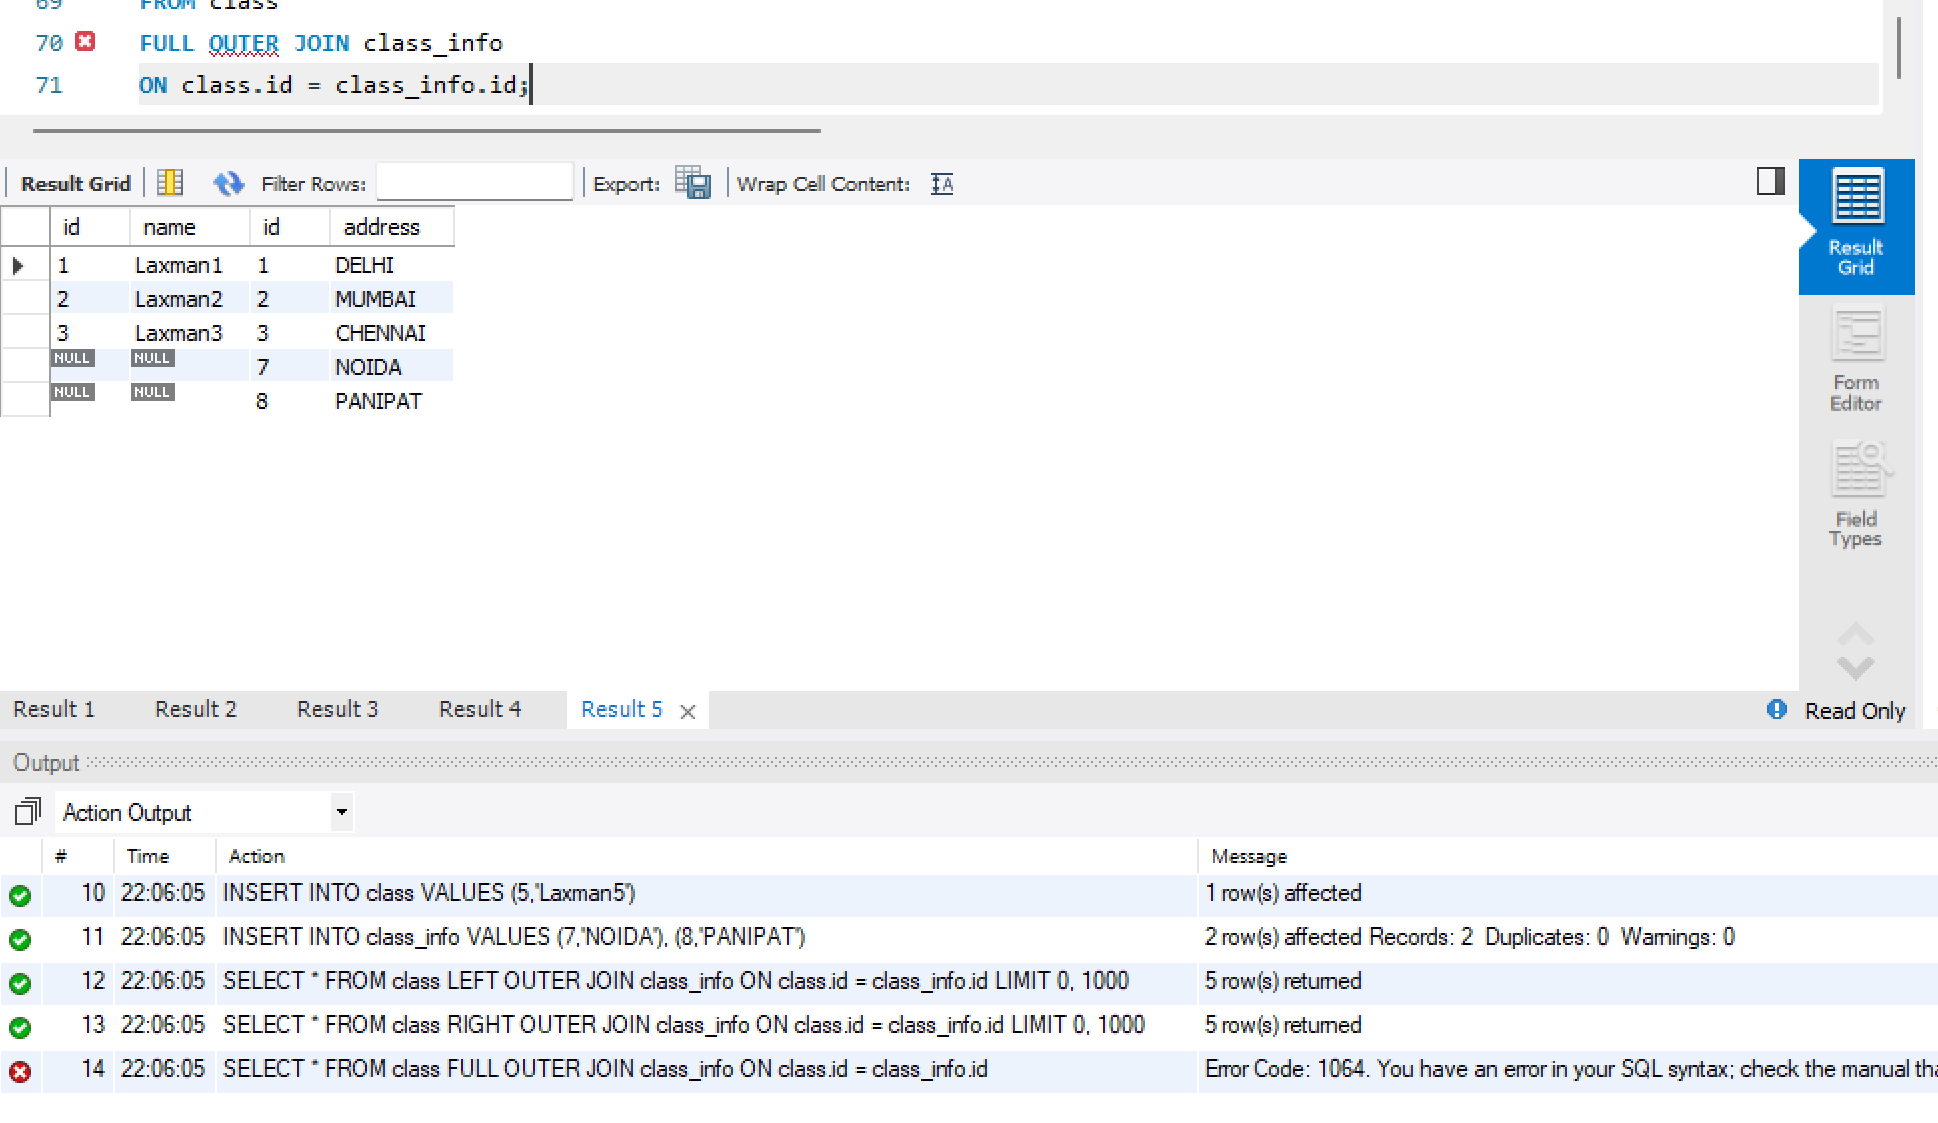 69 FROM class
70 FULL OUTER JOIN class_info
71 ON class.id = class_info.id;
Result Grid Filter Rows: Export: Wrap Cell Content: IA
id name id address
1 Laxman1 1 DELHI
2 Laxman2 2 MUMBAI
3 Laxman3 3 CHENNAI
NULL NULL 7 NOIDA
NULL NULL 8 PANIPAT
Result
Grid
Form
Editor
Field
Types
Result 1 Result 2 Result 3 Result 4 Result 5 Read Only
Output
Action Output
# Time Action Message
10 22:06:05 INSERT INTO class VALUES (5,'Laxman5') 1 row(s) affected
11 22:06:05 INSERT INTO class_info VALUES (7,'NOIDA'), (8,'PANIPAT') 2 row(s) affected Records: 2 Duplicates: 0 Warnings: 0
12 22:06:05 SELECT * FROM class LEFT OUTER JOIN class_info ON class.id = class_info.id LIMIT 0, 1000 5 row(s) returned
13 22:06:05 SELECT * FROM class RIGHT OUTER JOIN class_info ON class.id = class_info.id LIMIT 0, 1000 5 row(s) returned
14 22:06:05 SELECT * FROM class FULL OUTER JOIN class_info ON class.id = class_info.id Error Code: 1064. You have an error in your SQL syntax; check the manual tha